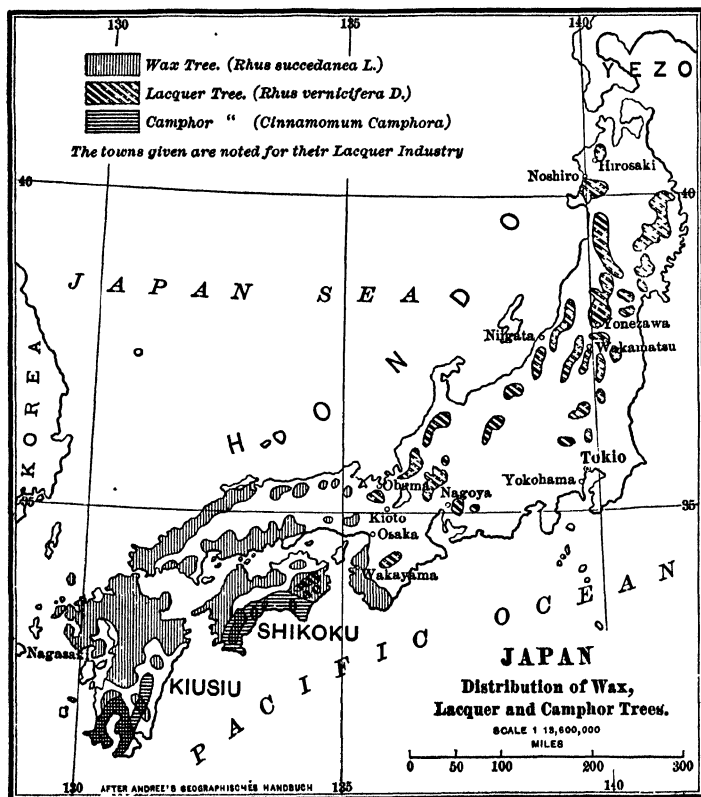 130
135
140
Wax Tree. (Rhus succedanea L.)
Lacquer Tree. (Rhus vernicifera D.)
Camphor " (Cinnamomum Camphora)
The towns given are noted for their Lacquer Industry
YEZO
Hirosaki
Noshiro
40
40
JAPAN SEA
HONDO
KOREA
Niigata
Yonezawa
Wakamatsu
Tokio
Yokohama
Obama
Nagoya
35
35
Kioto
Osaka
Wakayama
SHIKOKU
Nagasaki
KIUSIU
PACIFIC OCEAN
JAPAN
Distribution of Wax,
Lacquer and Camphor Trees.
SCALE 1 13,600,000
MILES
0 50 100 200 300
130
135
140
AFTER ANDREE'S GEOGRAPHISCHES HANDBUCH